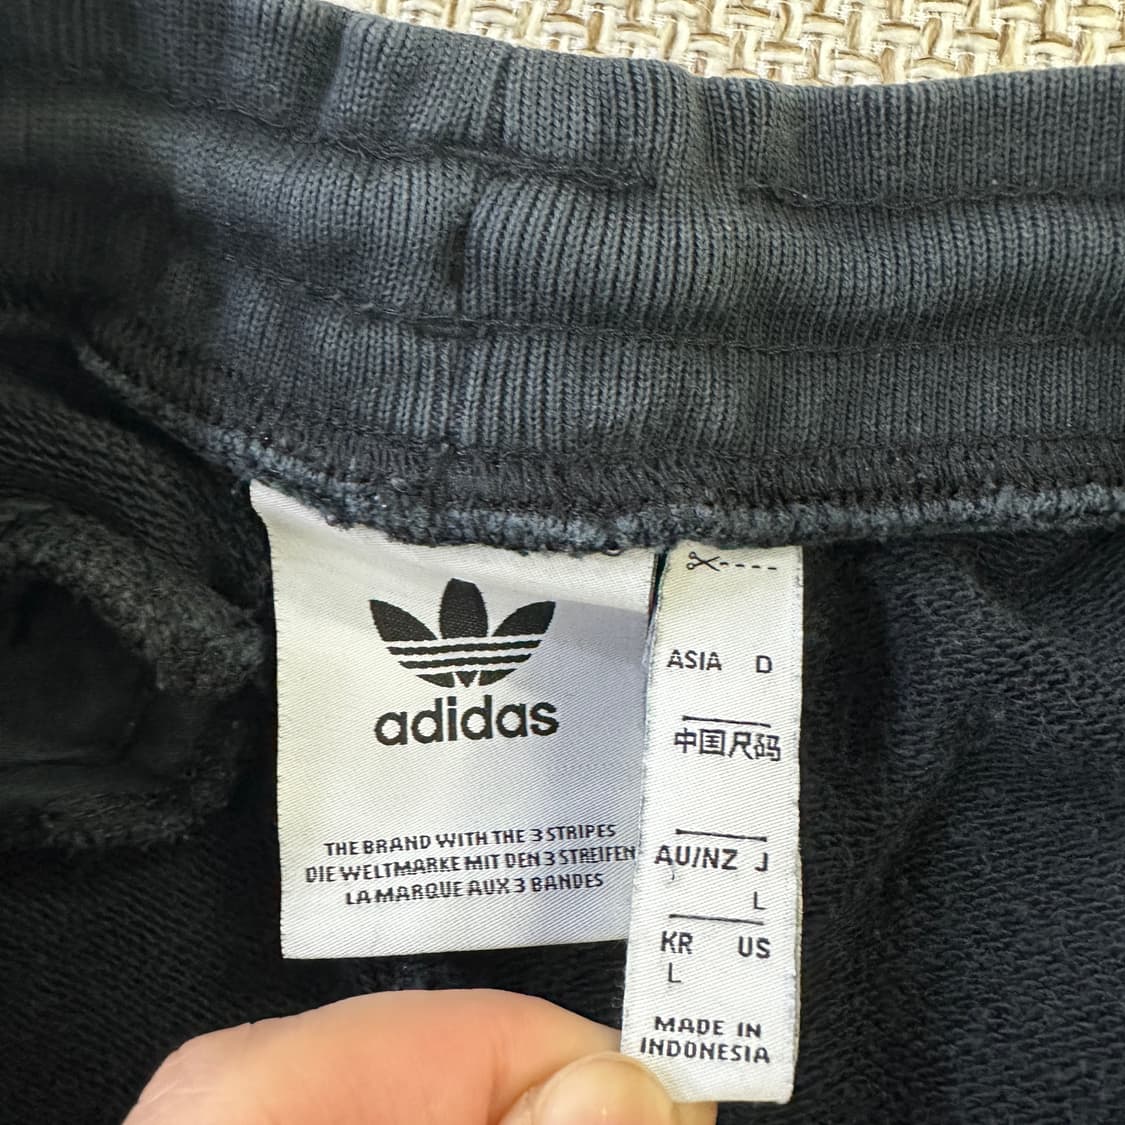 adidas
THE BRAND WITH THE 3 STRIPES
DIE WELTMARKE MIT DEN 3 STREIFEN
LA MARQUE AUX 3 BANDES
ASIA D
中国尺码
AU/NZ J
L
KR US
L
MADE IN
INDONESIA